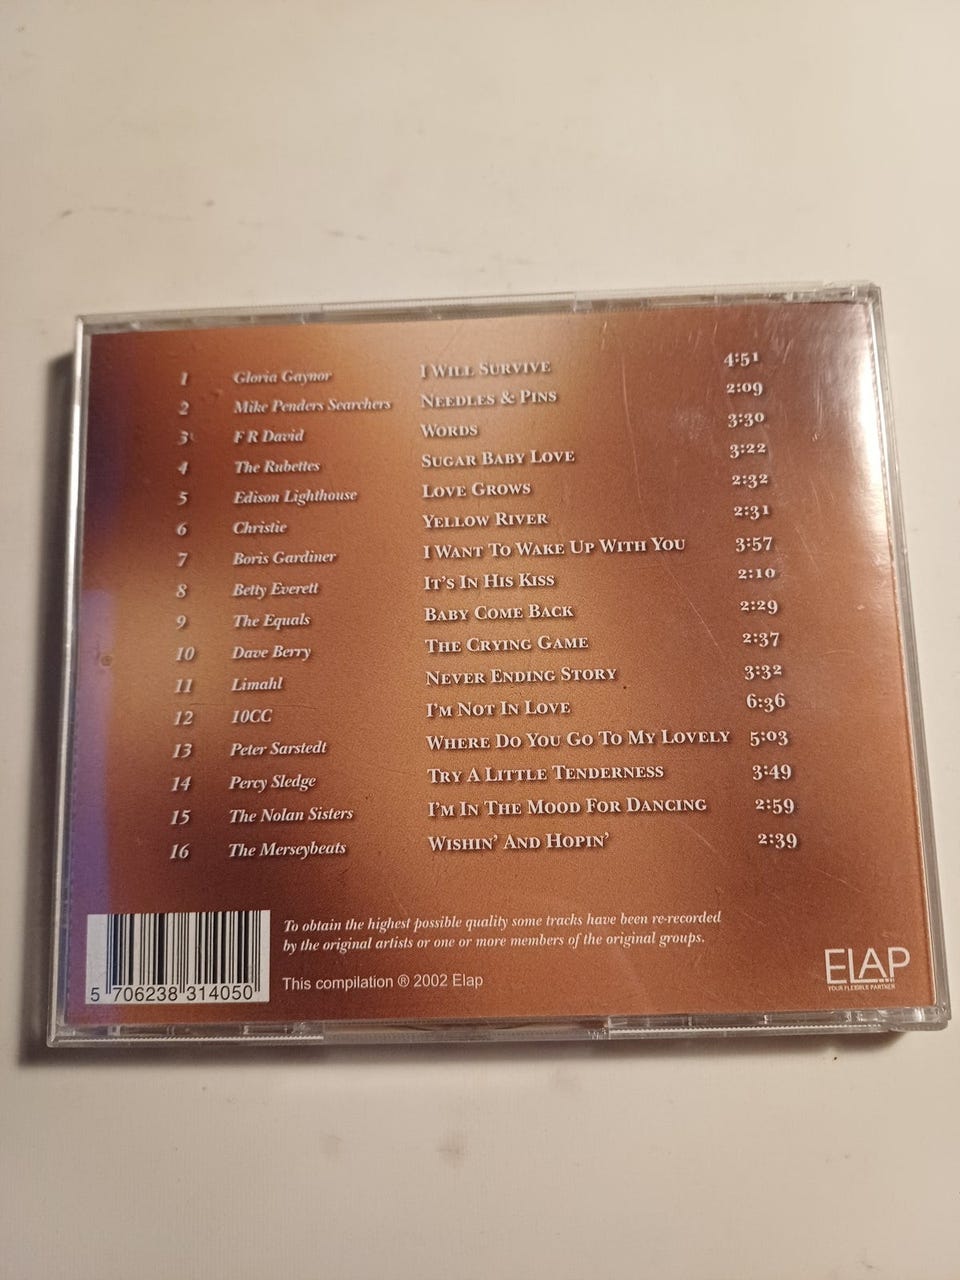 1 Gloria Gaynor I WILL SURVIVE 4:51
2 Mike Penders Searchers NEEDLES & PINS 2:09
3 F R David WORDS 3:30
4 The Rubettes SUGAR BABY LOVE 3:22
5 Edison Lighthouse LOVE GROWS 2:32
6 Christie YELLOW RIVER 2:31
7 Boris Gardiner I WANT TO WAKE UP WITH YOU 3:57
8 Betty Everett IT'S IN HIS KISS 2:10
9 The Equals BABY COME BACK 2:29
10 Dave Berry THE CRYING GAME 2:37
11 Limahl NEVER ENDING STORY 3:32
12 10CC I'M NOT IN LOVE 6:36
13 Peter Sarstedt WHERE DO YOU GO TO MY LOVELY 5:03
14 Percy Sledge TRY A LITTLE TENDERNESS 3:49
15 The Nolan Sisters I'M IN THE MOOD FOR DANCING 2:59
16 The Merseybeats WISHIN' AND HOPIN' 2:39
To obtain the highest possible quality some tracks have been re-recorded
by the original artists or one or more members of the original groups.
This compilation ® 2002 Elap
5 706238 314050
ELAP
YOUR FLEXIBLE PARTNER